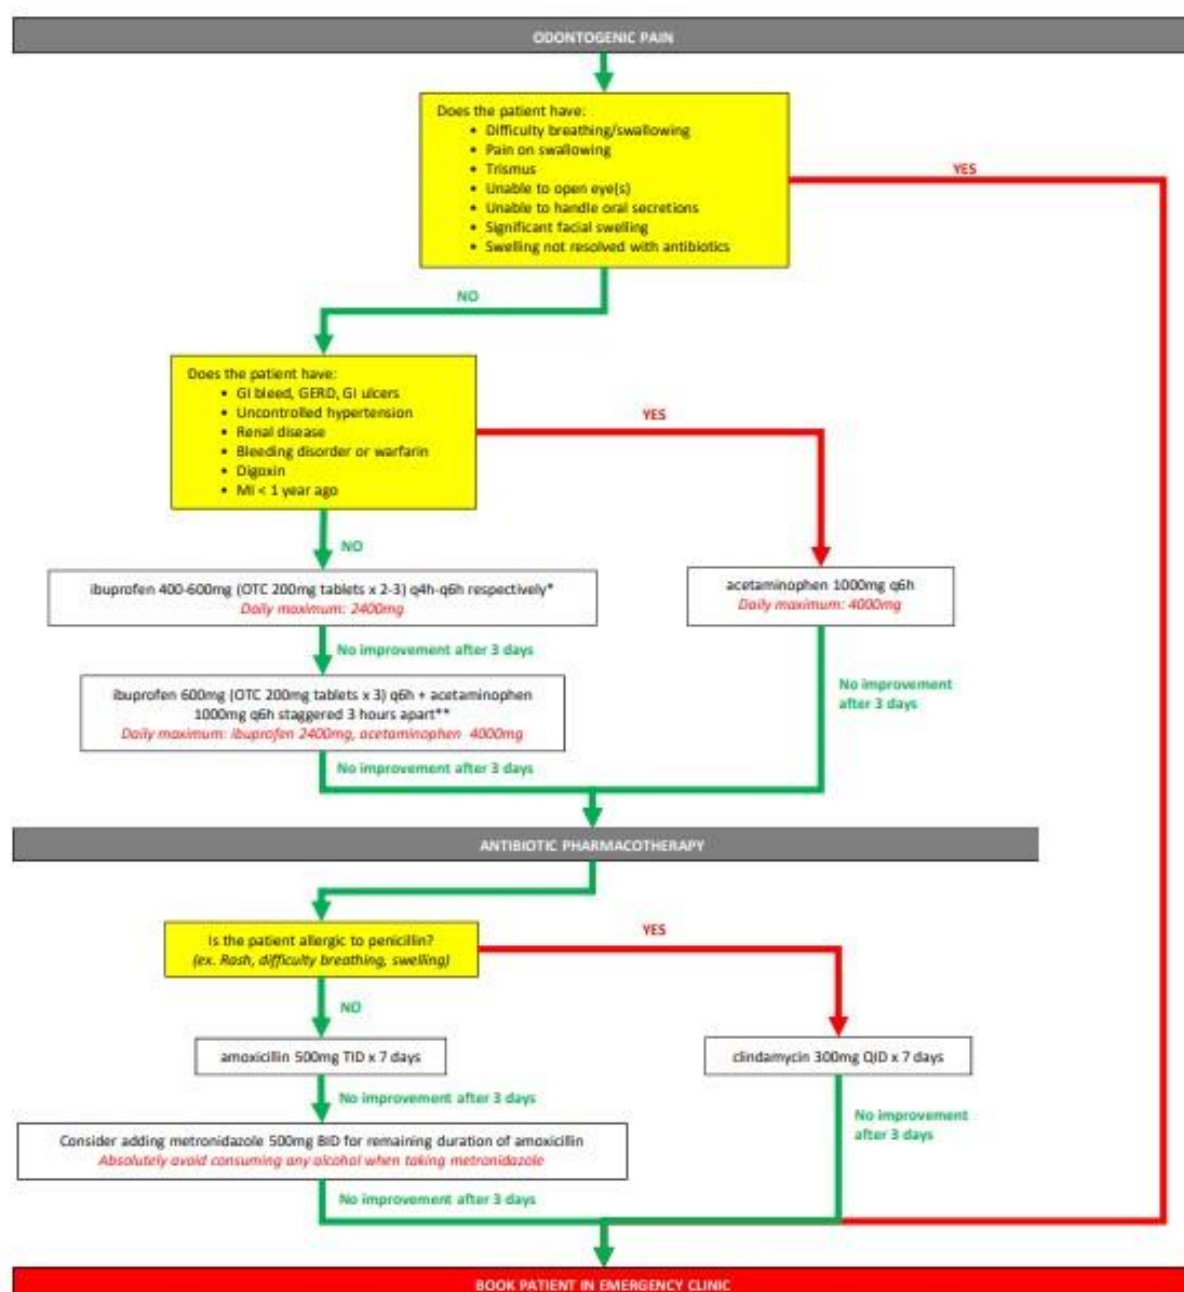 ODONTOGENIC PAIN
Does the patient have:
• Difficulty breathing/swallowing
• Pain on swallowing
• Trismus
• Unable to open eye(s)
• Unable to handle oral secretions
• Significant facial swelling
• Swelling not resolved with antibiotics
YES
NO
Does the patient have:
• GI bleed, GERD, GI ulcers
• Uncontrolled hypertension
• Renal disease
• Bleeding disorder or warfarin
• Digoxin
• MI < 1 year ago
YES
NO
ibuprofen 400-600mg (OTC 200mg tablets x 2-3) q4h-q6h respectively*
Daily maximum: 2400mg
acetaminophen 1000mg q6h
Daily maximum: 4000mg
No improvement after 3 days
ibuprofen 600mg (OTC 200mg tablets x 3) q6h + acetaminophen
1000mg q6h staggered 3 hours apart**
Daily maximum: ibuprofen 2400mg, acetaminophen 4000mg
No improvement
after 3 days
No improvement after 3 days
ANTIBIOTIC PHARMACOTHERAPY
Is the patient allergic to penicillin?
(ex. Rash, difficulty breathing, swelling)
YES
NO
amoxicillin 500mg TID x 7 days
clindamycin 300mg QID x 7 days
No improvement after 3 days
No improvement
after 3 days
Consider adding metronidazole 500mg BID for remaining duration of amoxicillin
Absolutely avoid consuming any alcohol when taking metronidazole
No improvement after 3 days
BOOK PATIENT IN EMERGENCY CLINIC